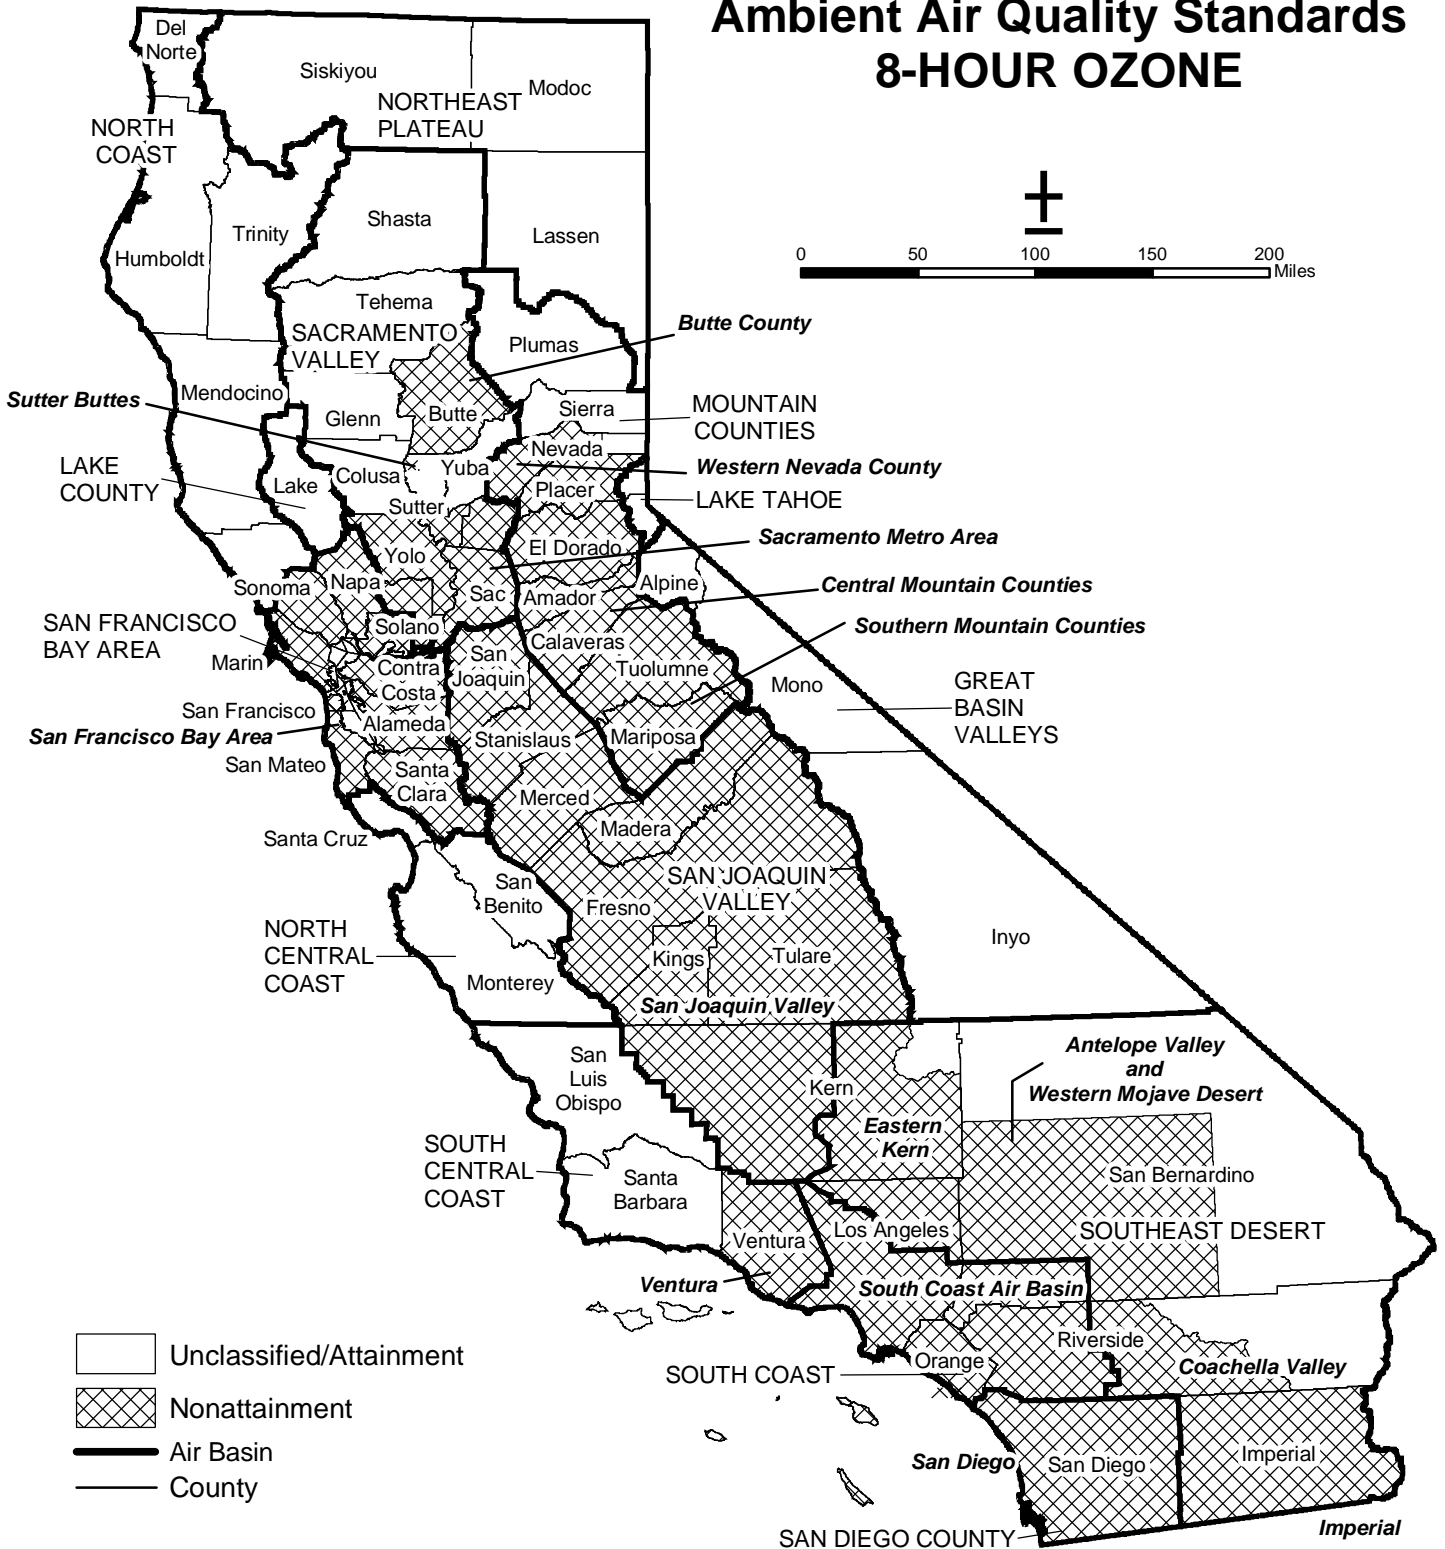 Ambient Air Quality Standards
8-HOUR OZONE
Del
Norte
Siskiyou
Modoc
NORTHEAST
PLATEAU
NORTH
COAST
Shasta
Trinity
Lassen
Humboldt
0 50 100 150 200
Miles
Tehema
Butte County
SACRAMENTO
VALLEY
Plumas
Mendocino
Sutter Buttes
Glenn
Butte
Sierra
MOUNTAIN
COUNTIES
Nevada
Western Nevada County
LAKE
COUNTY
Lake
Colusa
Yuba
Placer
LAKE TAHOE
Sutter
Sacramento Metro Area
El Dorado
Yolo
Sonoma
Napa
Sac
Amador
Alpine
Central Mountain Counties
SAN FRANCISCO
BAY AREA
Solano
Calaveras
Southern Mountain Counties
Marin
Contra
Costa
San
Joaquin
Tuolumne
Mono
GREAT
BASIN
VALLEYS
San Francisco
Alameda
San Francisco Bay Area
Stanislaus
Mariposa
San Mateo
Santa
Clara
Merced
Santa Cruz
Madera
SAN JOAQUIN
VALLEY
San
Benito
Fresno
NORTH
CENTRAL
COAST
Inyo
Kings
Tulare
Monterey
San Joaquin Valley
San
Luis
Obispo
Antelope Valley
and
Western Mojave Desert
Kern
Eastern
Kern
SOUTH
CENTRAL
COAST
Santa
Barbara
San Bernardino
Los Angeles
SOUTHEAST DESERT
Ventura
Ventura
South Coast Air Basin
Riverside
Orange
Coachella Valley
SOUTH COAST
Unclassified/Attainment
Nonattainment
Air Basin
County
San Diego
San Diego
Imperial
SAN DIEGO COUNTY
Imperial